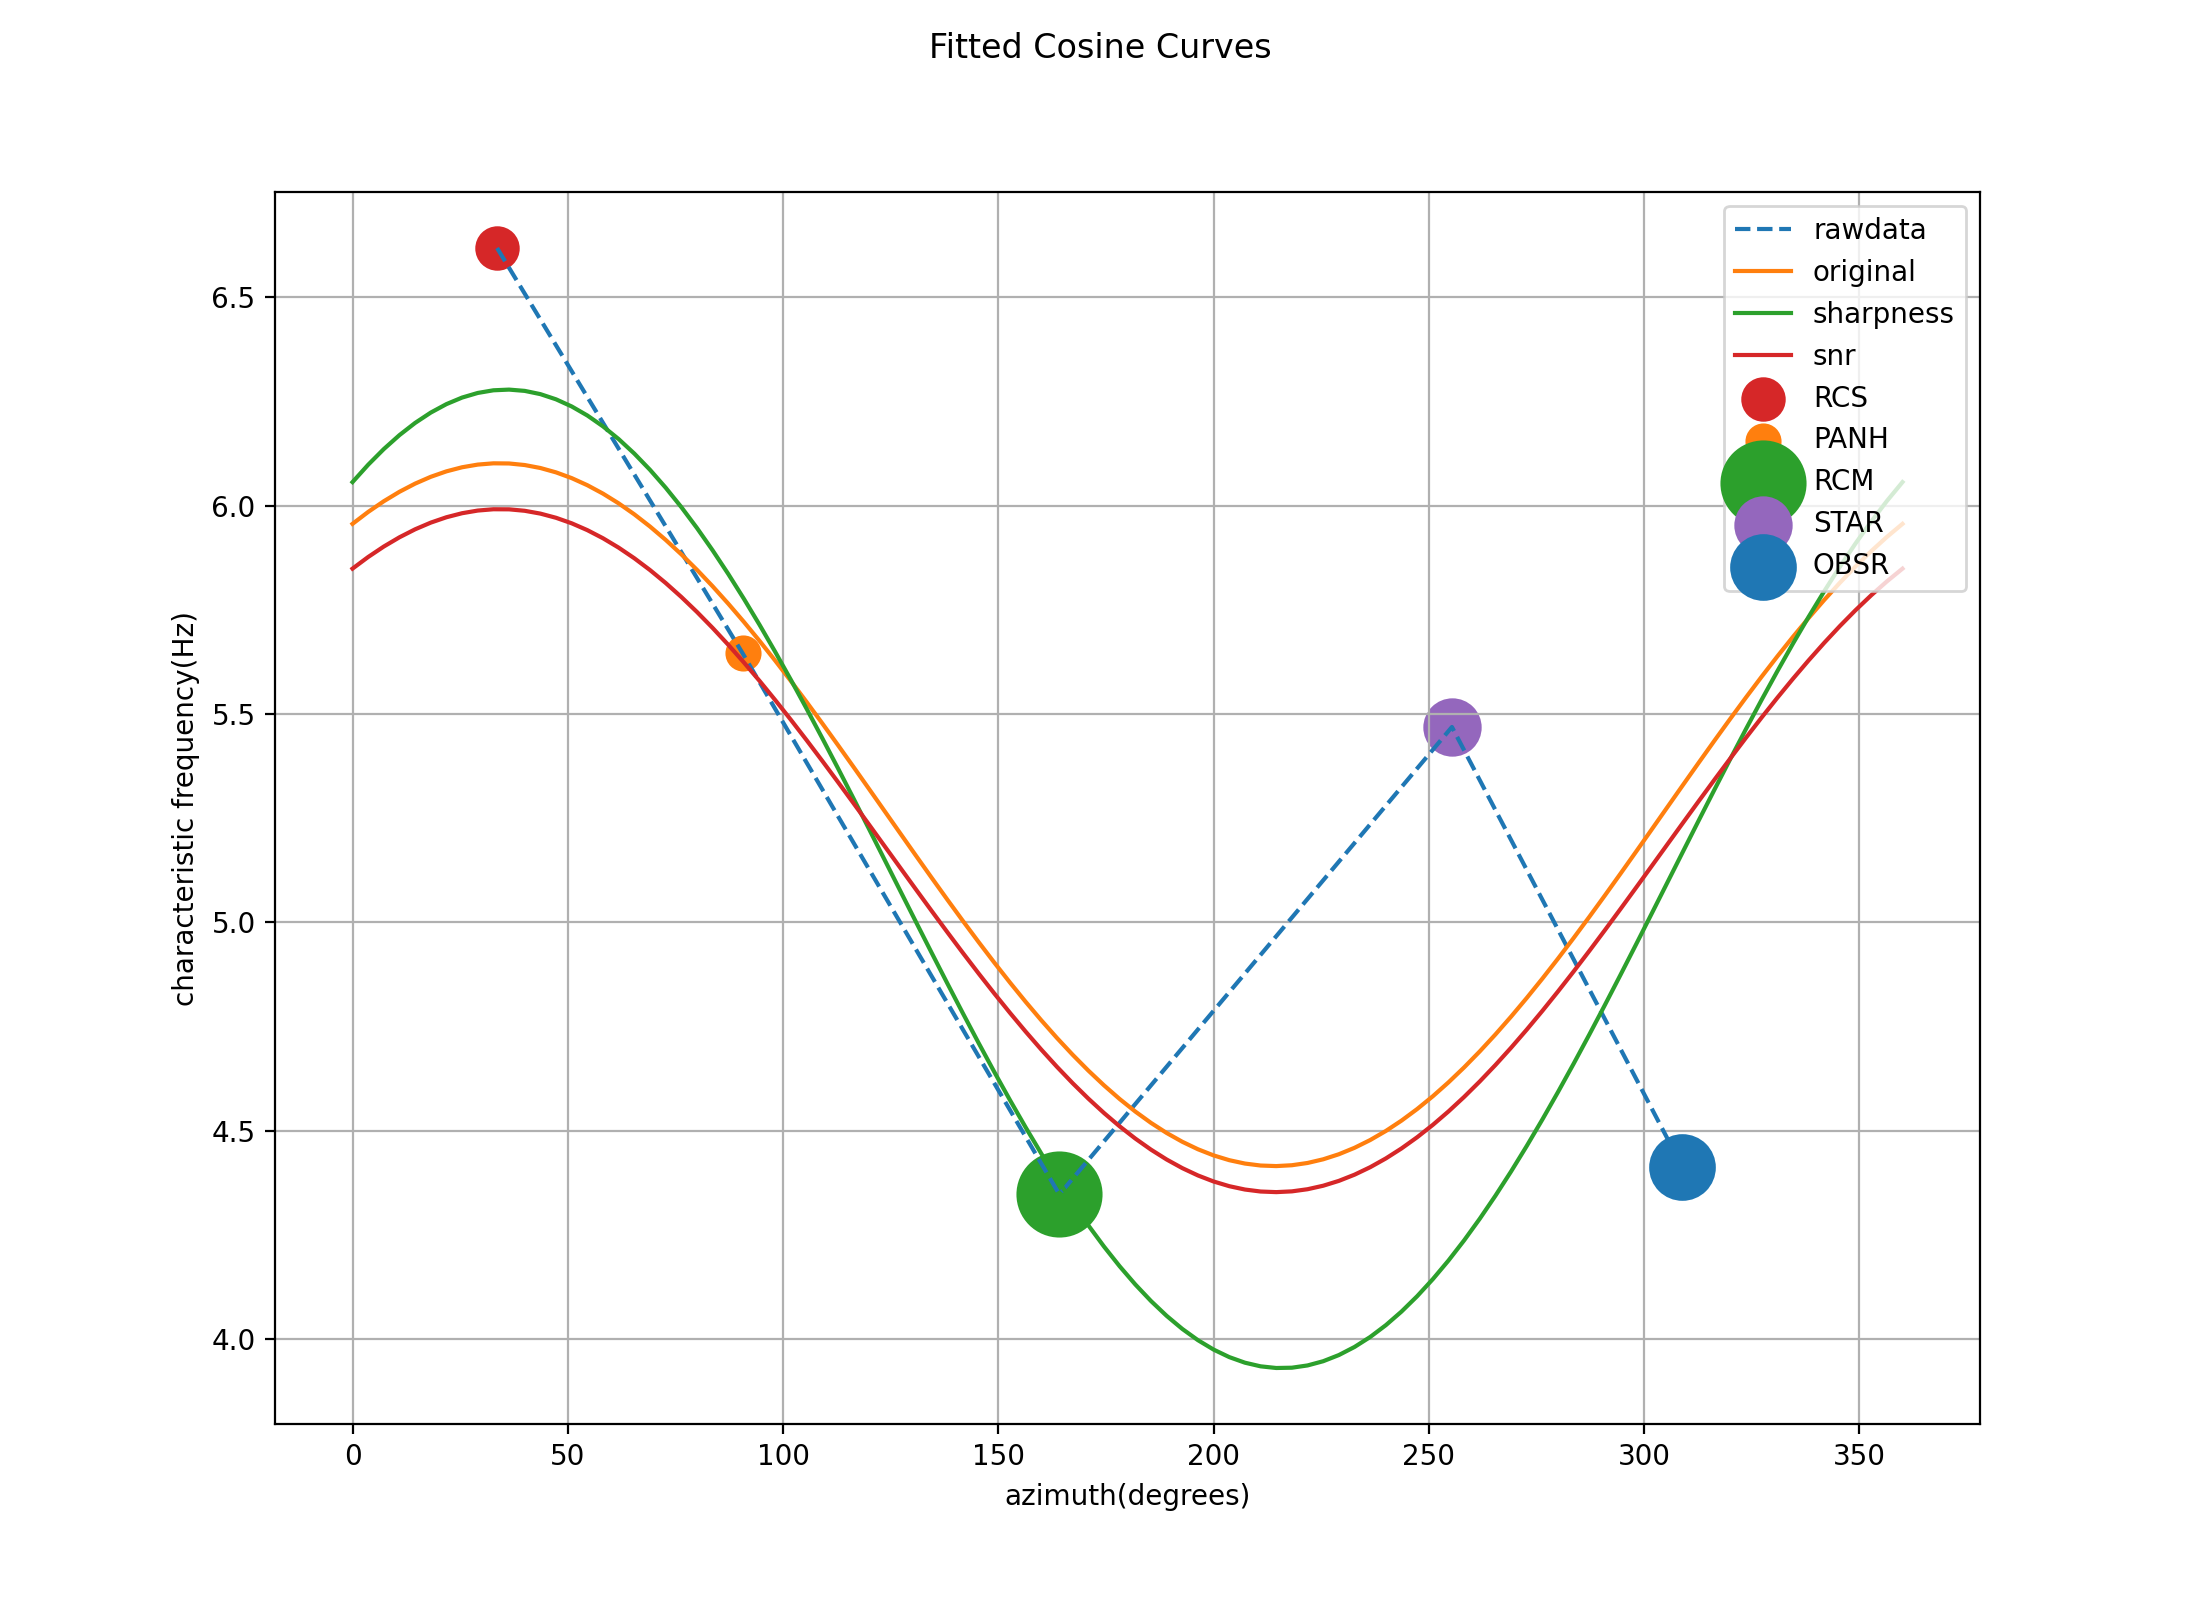 Fitted Cosine Curves
rawdata
original
sharpness
snr
RCS
PANH
RCM
STAR
OBSR
6.5
6.0
5.5
5.0
4.5
4.0
characteristic frequency(Hz)
0 50 100 150 200 250 300 350
azimuth(degrees)